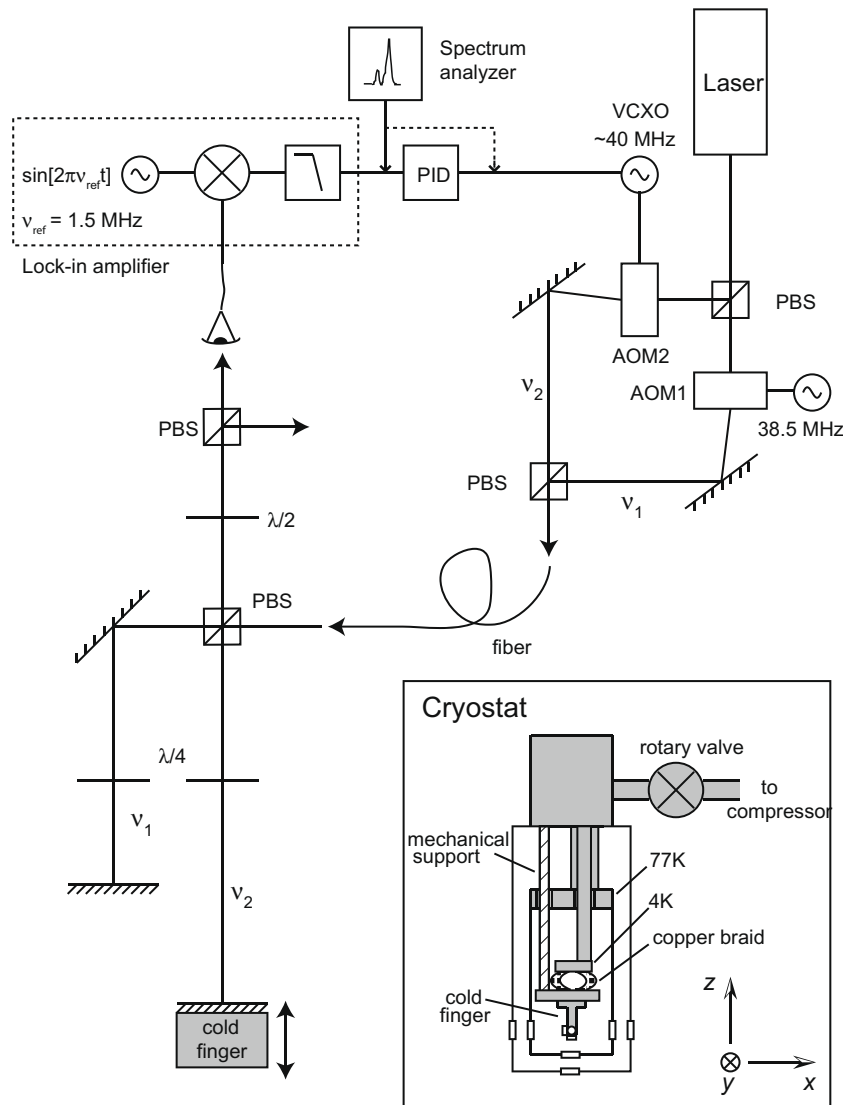 Spectrum
analyzer
Laser
VCXO
~40 MHz
sin[2πν_ref t]
PID
ν_ref = 1.5 MHz
Lock-in amplifier
PBS
AOM2
AOM1
ν_2
38.5 MHz
PBS
PBS
ν_1
λ/2
PBS
fiber
Cryostat
rotary valve
λ/4
to
compressor
ν_1
mechanical
support
77K
ν_2
4K
copper braid
cold
finger
cold
finger
z
y
x